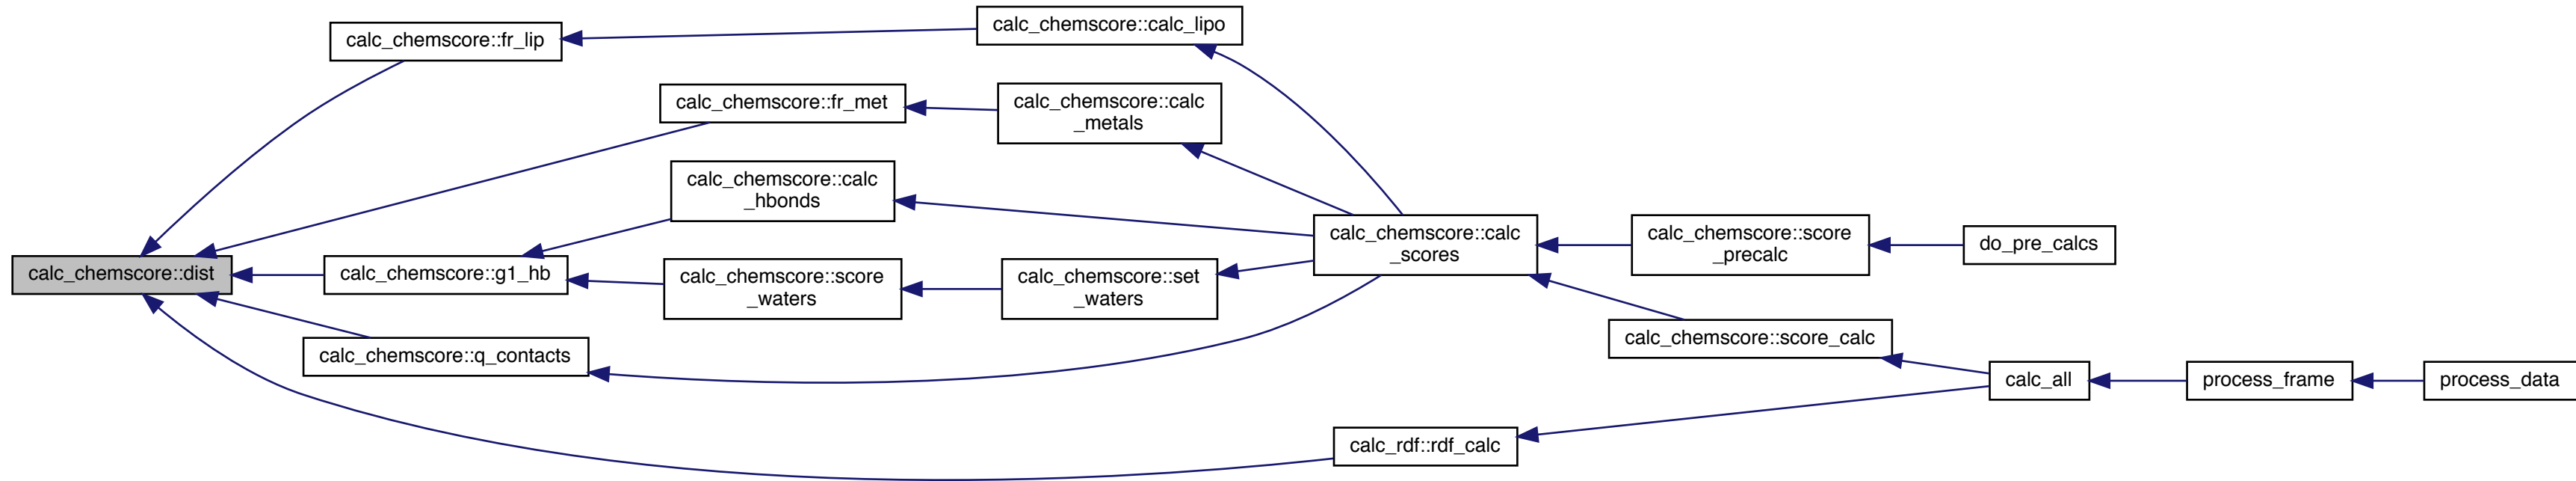 calc_chemscore::dist
calc_chemscore::fr_lip
calc_chemscore::calc_lipo
calc_chemscore::fr_met
calc_chemscore::calc
_metals
calc_chemscore::calc
_hbonds
calc_chemscore::g1_hb
calc_chemscore::score
_waters
calc_chemscore::set
_waters
calc_chemscore::q_contacts
calc_chemscore::calc
_scores
calc_chemscore::score
_precalc
do_pre_calcs
calc_chemscore::score_calc
calc_rdf::rdf_calc
calc_all
process_frame
process_data